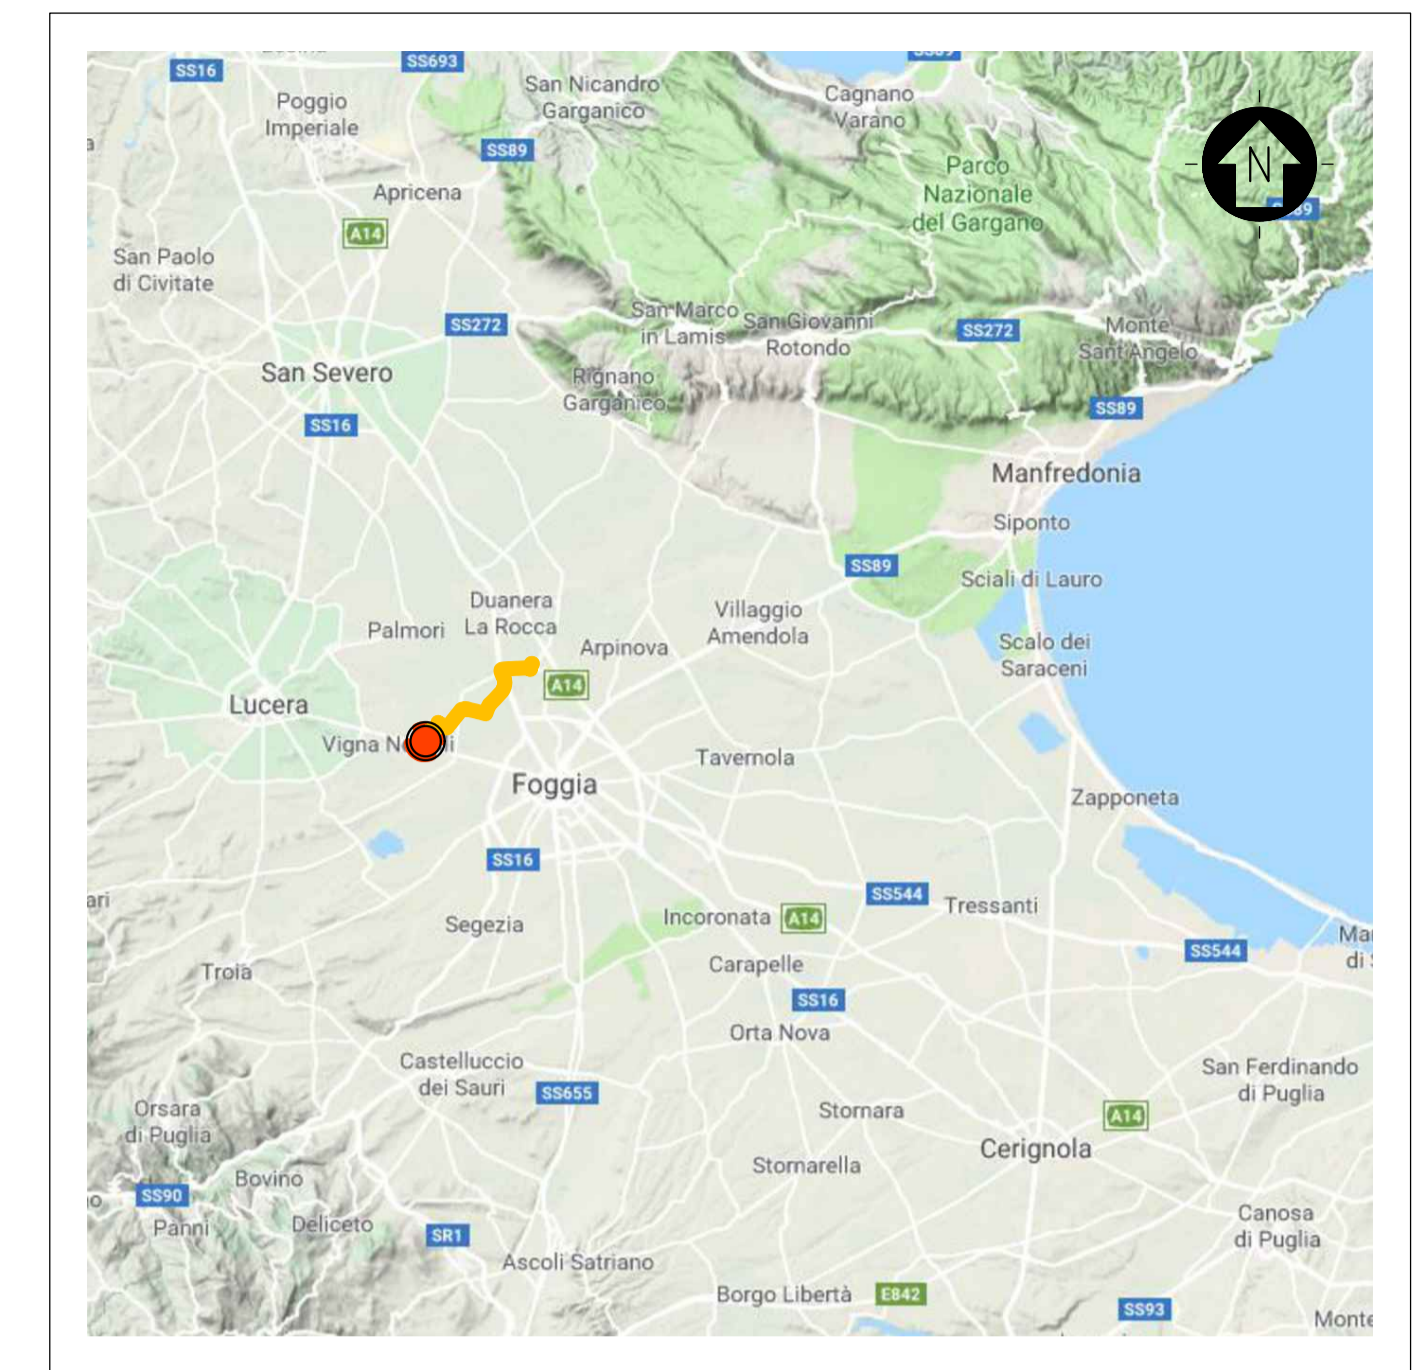 SS16
SS693
SS89
San Nicandro
Garganico
Cagnano
Varano
Poggio
Imperiale
SS89
Parco
Nazionale
del Gargano
N
Apricena
A14
San Paolo
di Civitate
SS272
San Marco
in Lamis
San Giovanni
Rotondo
SS272
Monte
Sant'Angelo
San Severo
Rignano
Garganico
SS89
SS16
Manfredonia
Siponto
SS89
Sciali di Lauro
Duanera
La Rocca
Palmori
Villaggio
Amendola
Arpinova
Scalo dei
Saraceni
A14
Lucera
Vigna
Tavernola
Foggia
Zapponeta
SS16
SS544
Tressanti
Incoronata
A14
Segezia
SS544
Troia
Carapelle
SS16
Orta Nova
Castelluccio
dei Sauri
SS655
San Ferdinando
di Puglia
Orsara
di Puglia
Stornara
A14
Cerignola
Stornarella
Bovino
SS90
Panni
Deliceto
SR1
Canosa
di Puglia
Ascoli Satriano
Borgo Libertà
E842
SS93
Monte